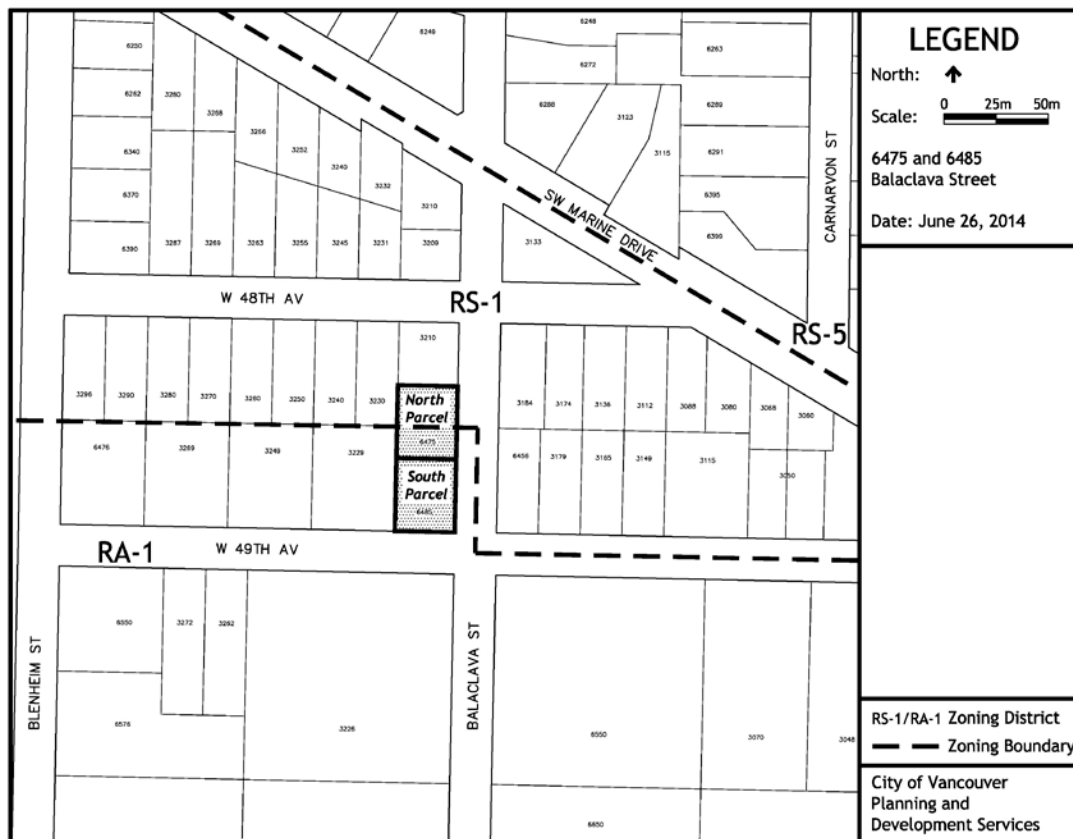 6250
6262
6340
6370
6390
3280
3268
3256
3252
3240
3232
3210
3287
3269
3263
3255
3245
3231
3209
6249
6248
6272
6288
3123
3115
6263
6289
6291
6395
6399
3133
SW MARINE DRIVE
CARNARVON ST
W 48TH AV
RS-1
RS-5
3296
3290
3280
3270
3260
3250
3240
3230
3210
North
Parcel
6475
South
Parcel
6485
6476
3269
3249
3229
3184
3174
3136
3112
3088
3080
3068
3060
6456
3179
3165
3149
3115
3050
RA-1
W 49TH AV
BLENHEIM ST
BALACLAVA ST
6550
3272
3262
6576
3226
6550
3070
3048
6650
LEGEND
North:
Scale:
0 25m 50m
6475 and 6485
Balaclava Street
Date: June 26, 2014
RS-1/RA-1 Zoning District
Zoning Boundary
City of Vancouver
Planning and
Development Services